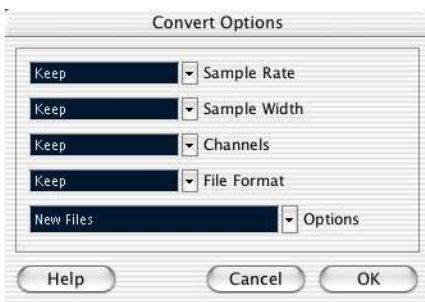 Convert Options
Keep Sample Rate
Keep Sample Width
Keep Channels
Keep File Format
New Files Options
Help Cancel OK